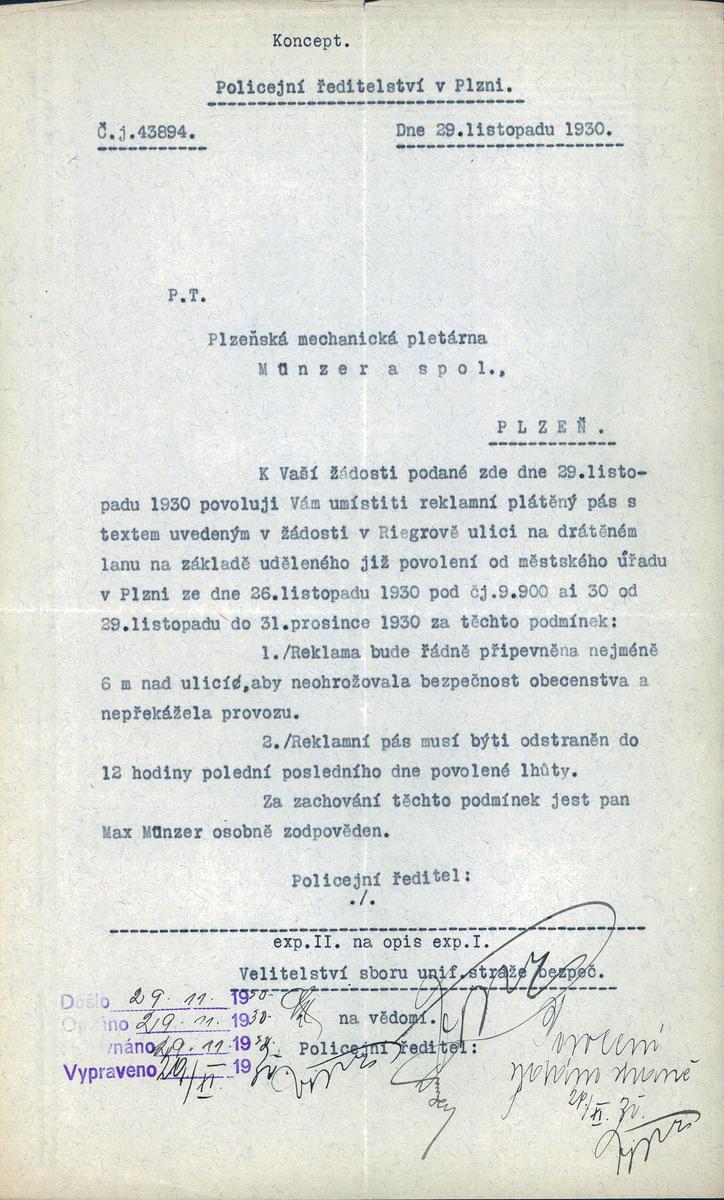 Koncept.
Policejní ředitelství v Plzni.
Č.j.43894. Dne 29.listopadu 1930.
P.T.
Plzeňská mechanická pletárna
M ü n z e r a s p o l.,
P L Z E Ň .
K Vaší žádosti podané zde dne 29.listo-
padu 1930 povoluji Vám umístiti reklamní plátěný pás s
textem uvedeným v žádosti v Riegrově ulici na drátěném
lanu na základě uděleného již povolení od městského úřadu
v Plzni ze dne 26.listopadu 1930 pod čj.9.900 ai 30 od
29.listopadu do 31.prosince 1930 za těchto podmínek:
1./Reklama bude řádně připevněna nejméně
6 m nad ulicí,aby neohrožovala bezpečnost obecenstva a
nepřekážela provozu.
2./Reklamní pás musí býti odstraněn do
12 hodiny polední posledního dne povolené lhůty.
Za zachování těchto podmínek jest pan
Max Münzer osobně zodpověden.
Policejní ředitel:
./.
exp.II. na opis exp.I.
Velitelství sboru unif.stráže bezpeč.
Došlo 29. 11. 1930.
na vědomí.
29. 11. 1930.
Policejní ředitel:
29. 11. 19
Vypraveno 29/XI 19
29/XI. 30.